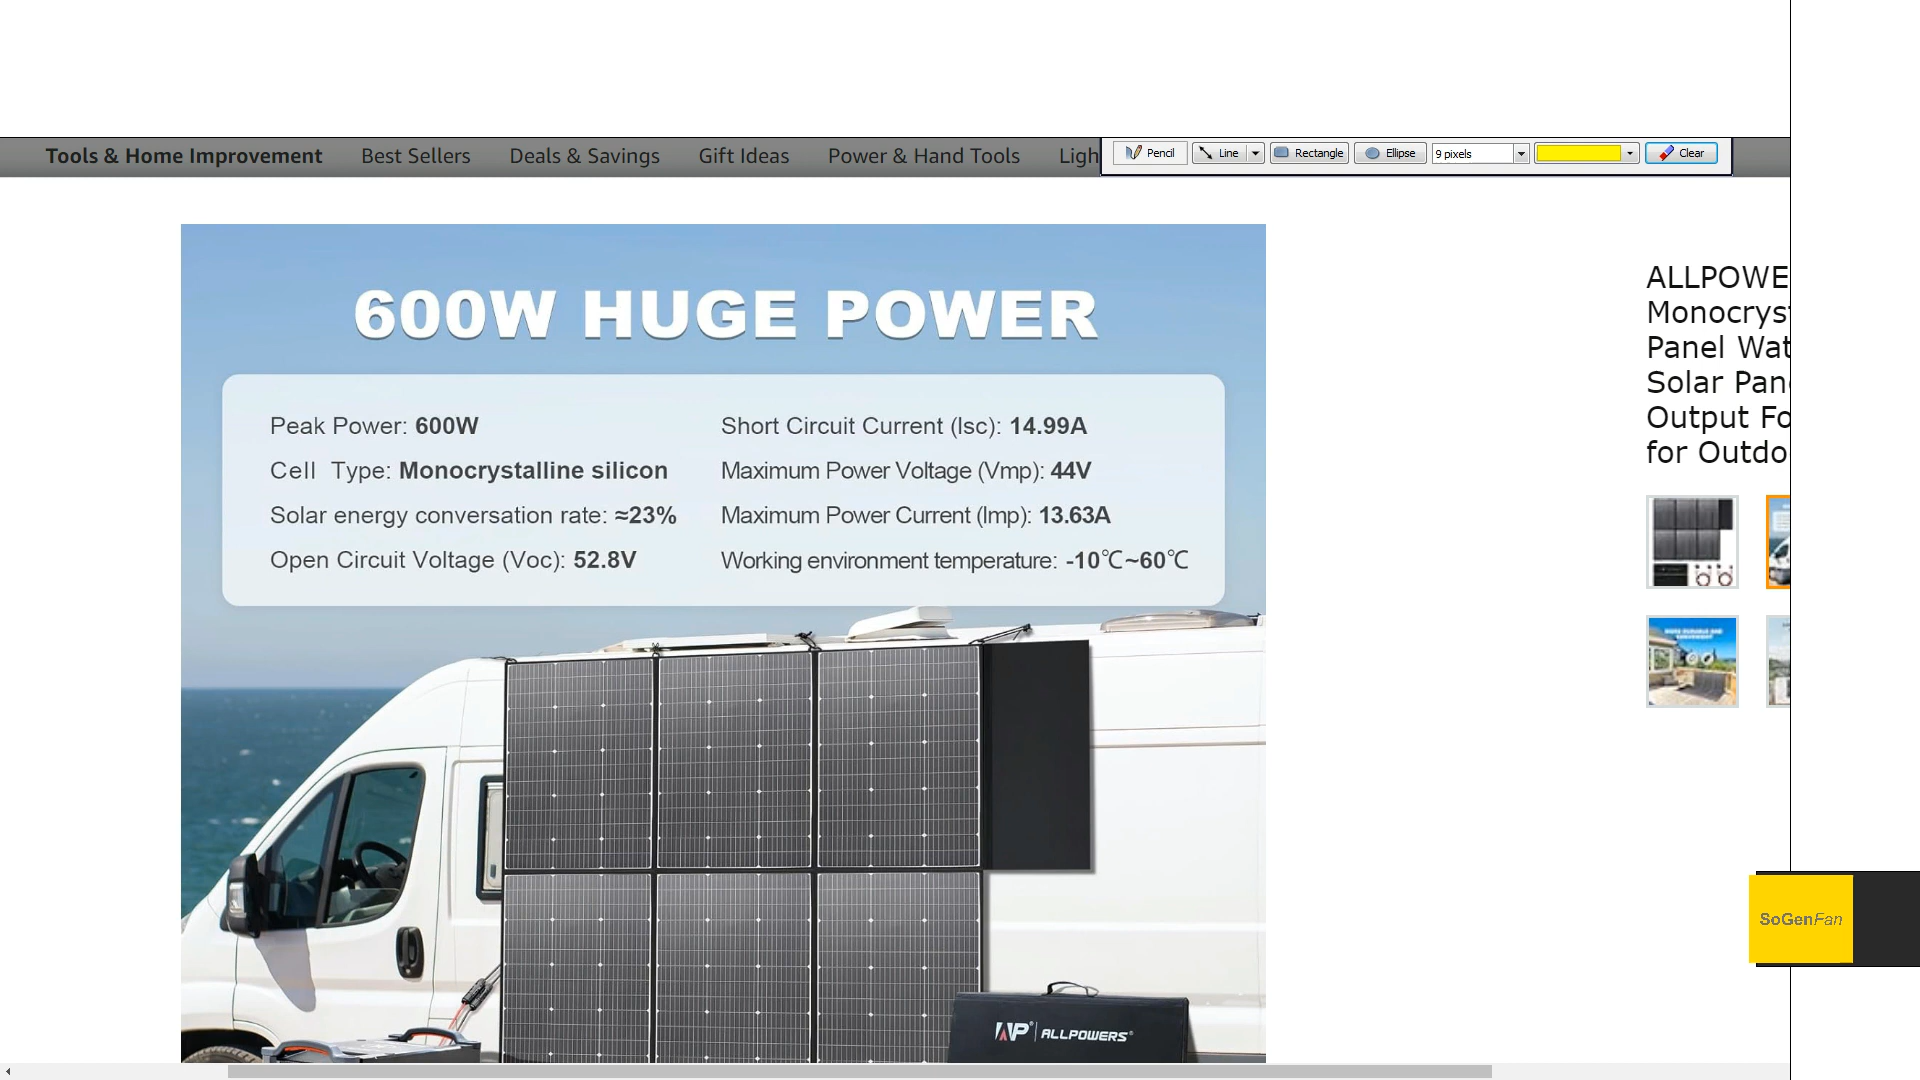 Tools & Home Improvement Best Sellers Deals & Savings Gift Ideas Power & Hand Tools Ligh
Pencil Line Rectangle Ellipse 9 pixels Clear
600W HUGE POWER
Peak Power: 600W
Cell Type: Monocrystalline silicon
Solar energy conversation rate: ≈23%
Open Circuit Voltage (Voc): 52.8V
Short Circuit Current (Isc): 14.99A
Maximum Power Voltage (Vmp): 44V
Maximum Power Current (Imp): 13.63A
Working environment temperature: -10℃~60℃
ALLPOWE
Monocrys
Panel Wat
Solar Pan
Output Fo
for Outdo
SoGenFan
AP ALLPOWERS